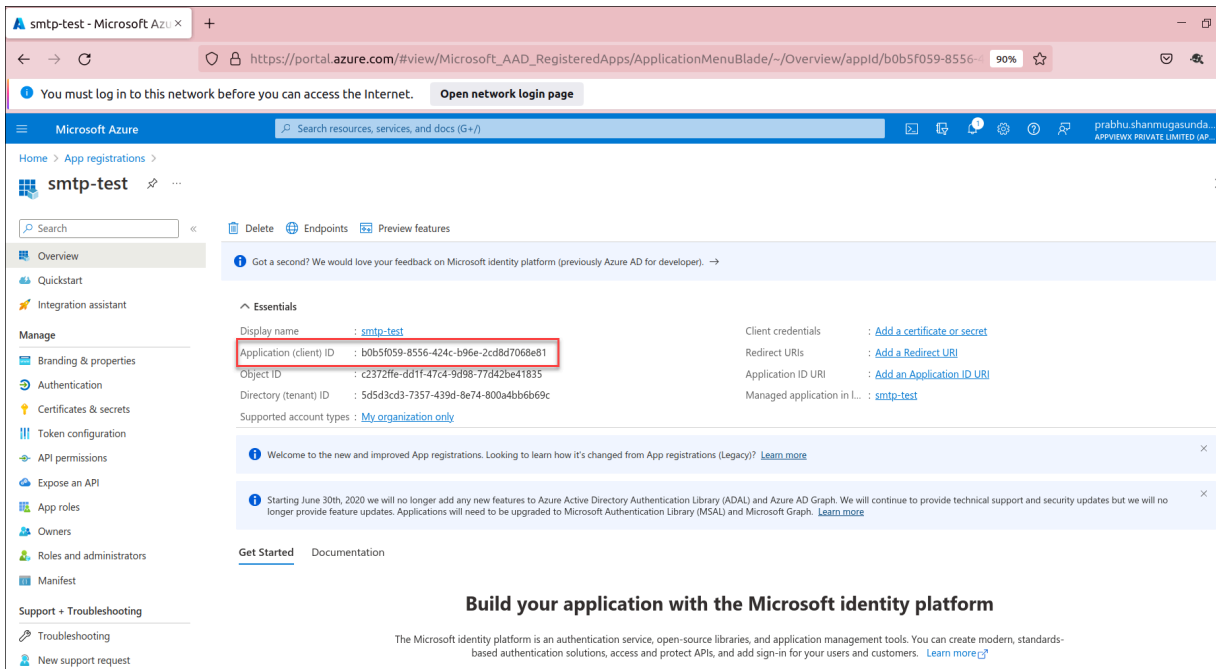 smtp-test - Microsoft Azu
https://portal.azure.com/#view/Microsoft_AAD_RegisteredApps/ApplicationMenuBlade/~/Overview/appId/b0b5f059-8556-4 90%
You must log in to this network before you can access the Internet. Open network login page
Microsoft Azure Search resources, services, and docs (G+/) 1 prabhu.shanmugasunda...
APPVIEWX PRIVATE LIMITED (AP...
Home > App registrations >
smtp-test ...
Search « Delete Endpoints Preview features
Overview
Got a second? We would love your feedback on Microsoft identity platform (previously Azure AD for developer). →
Quickstart
Integration assistant
Essentials
Manage
Display name : smtp-test Client credentials : Add a certificate or secret
Application (client) ID : b0b5f059-8556-424c-b96e-2cd8d7068e81 Redirect URIs : Add a Redirect URI
Branding & properties
Object ID : c2372ffe-dd1f-47c4-9d98-77d42be41835 Application ID URI : Add an Application ID URI
Authentication
Directory (tenant) ID : 5d5d3cd3-7357-439d-8e74-800a4bb6b69c Managed application in l... : smtp-test
Certificates & secrets
Supported account types : My organization only
Token configuration
API permissions
Welcome to the new and improved App registrations. Looking to learn how it's changed from App registrations (Legacy)? Learn more
Expose an API
App roles
Starting June 30th, 2020 we will no longer add any new features to Azure Active Directory Authentication Library (ADAL) and Azure AD Graph. We will continue to provide technical support and security updates but we will no
longer provide feature updates. Applications will need to be upgraded to Microsoft Authentication Library (MSAL) and Microsoft Graph. Learn more
Owners
Roles and administrators
Get Started Documentation
Manifest
Support + Troubleshooting
Build your application with the Microsoft identity platform
Troubleshooting
The Microsoft identity platform is an authentication service, open-source libraries, and application management tools. You can create modern, standards-
based authentication solutions, access and protect APIs, and add sign-in for your users and customers. Learn more
New support request